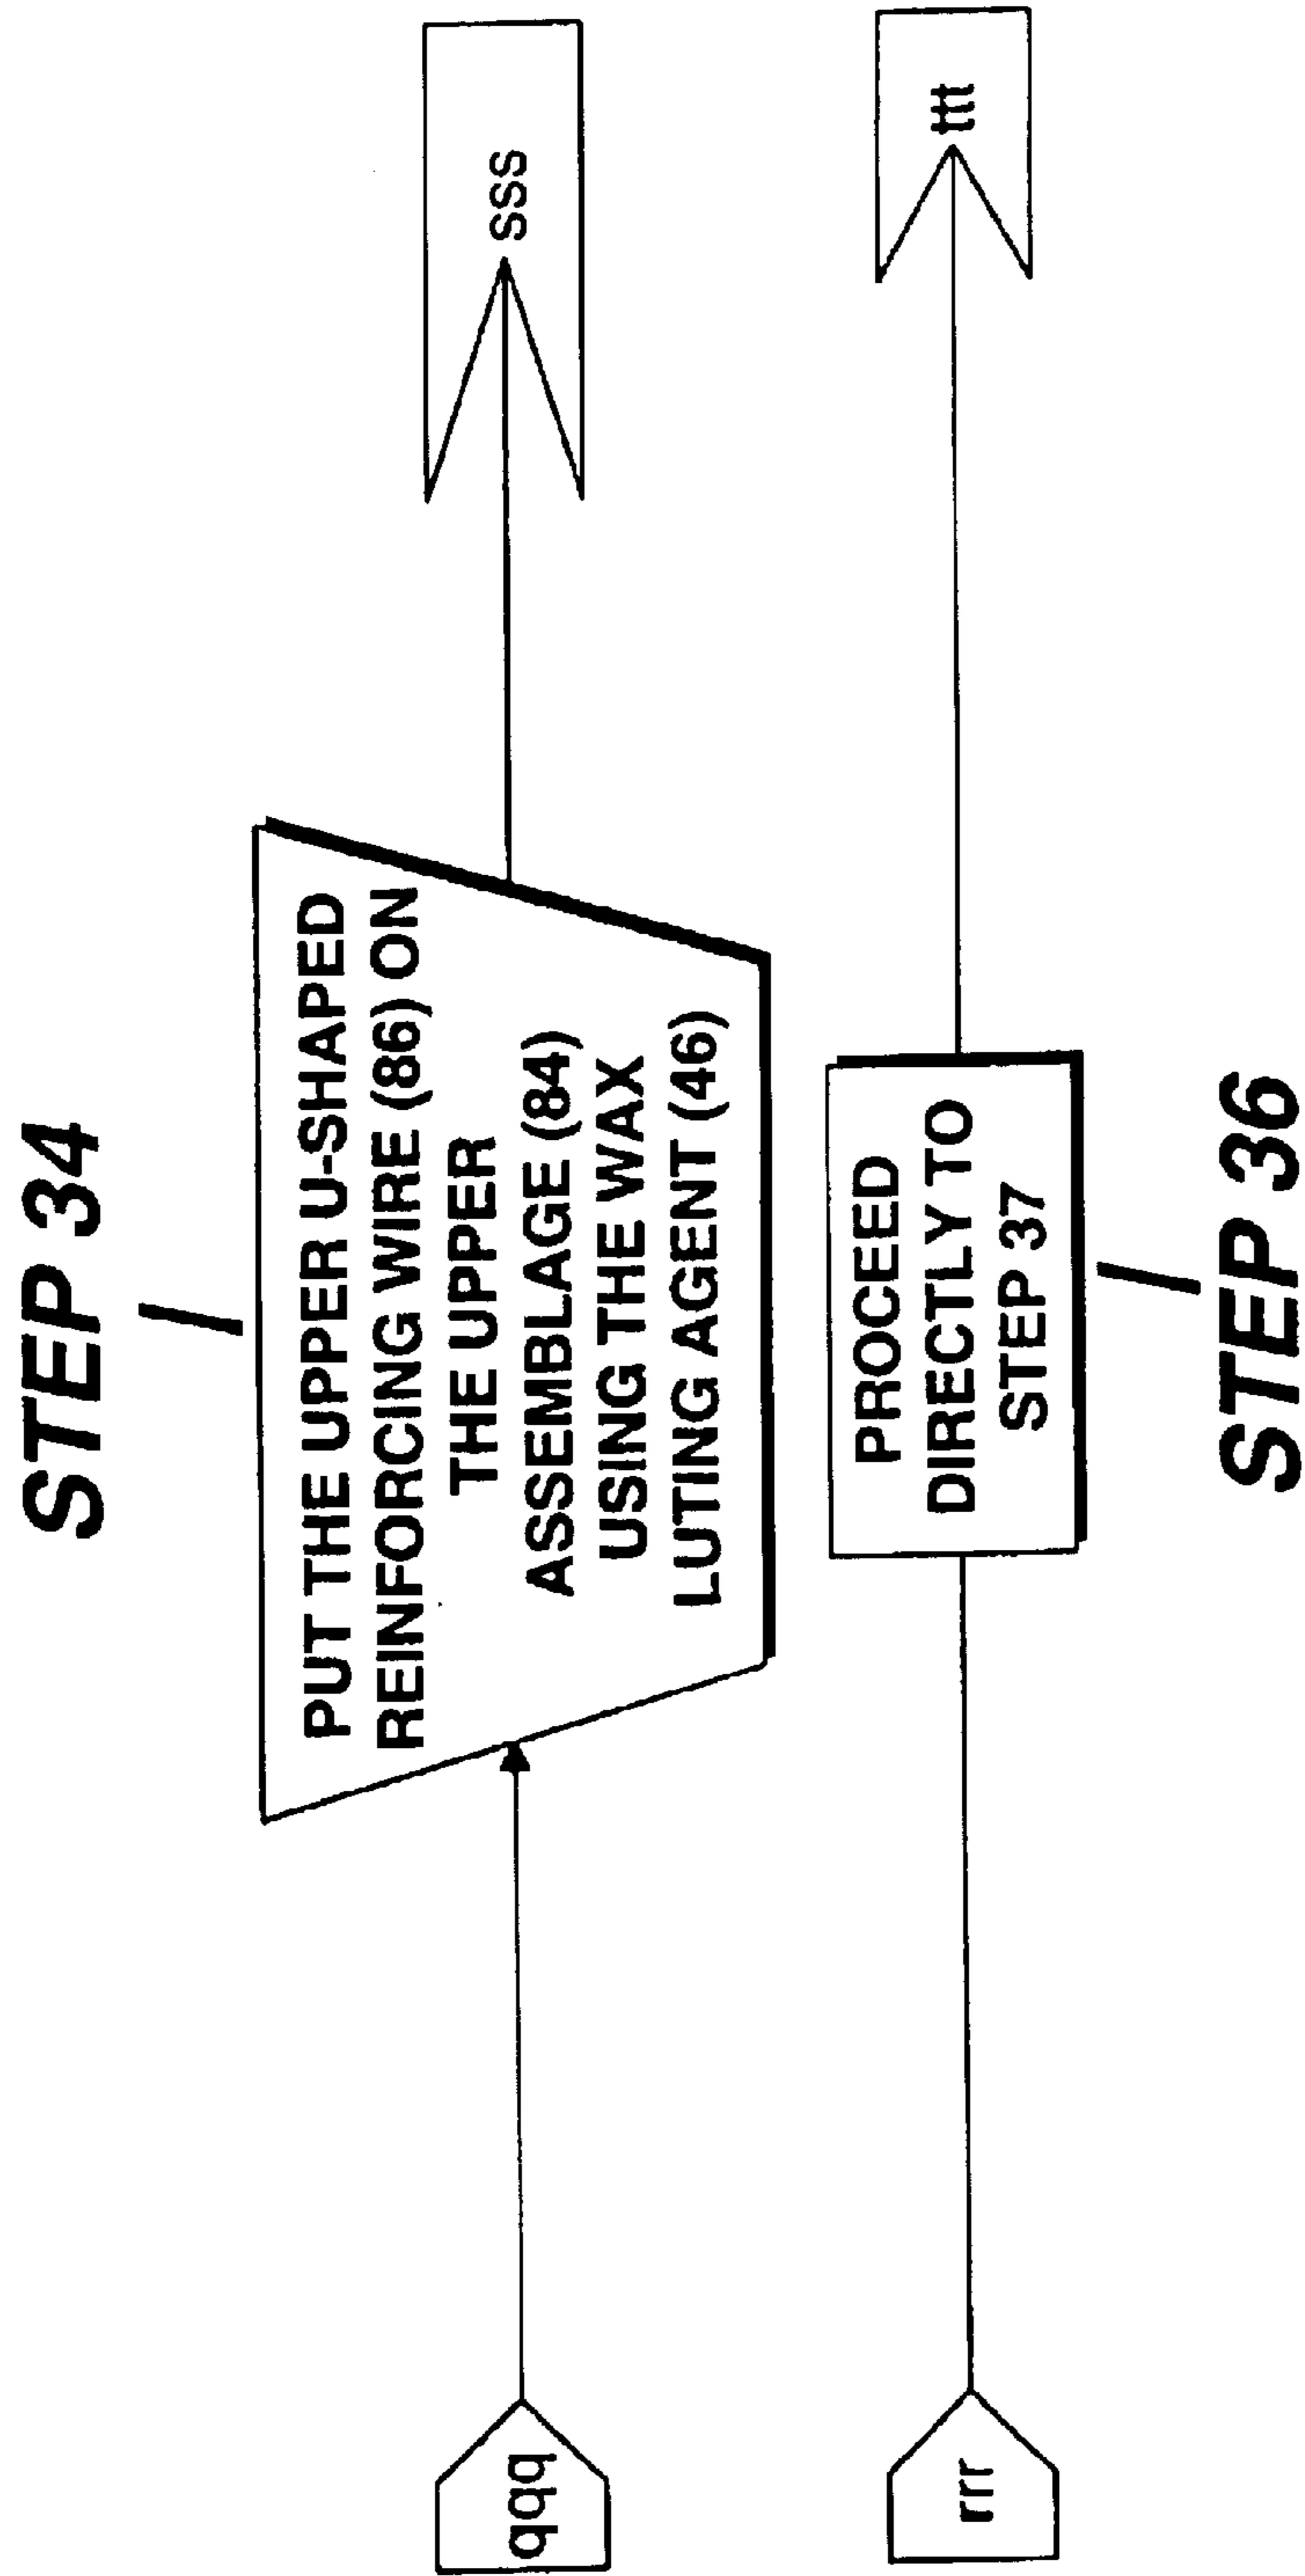 STEP 34
PUT THE UPPER U-SHAPED
REINFORCING WIRE (86) ON
THE UPPER
ASSEMBLAGE (84)
USING THE WAX
LUTING AGENT (46)
qqq
sss
PROCEED
DIRECTLY TO
STEP 37
rrr
ttt
STEP 36